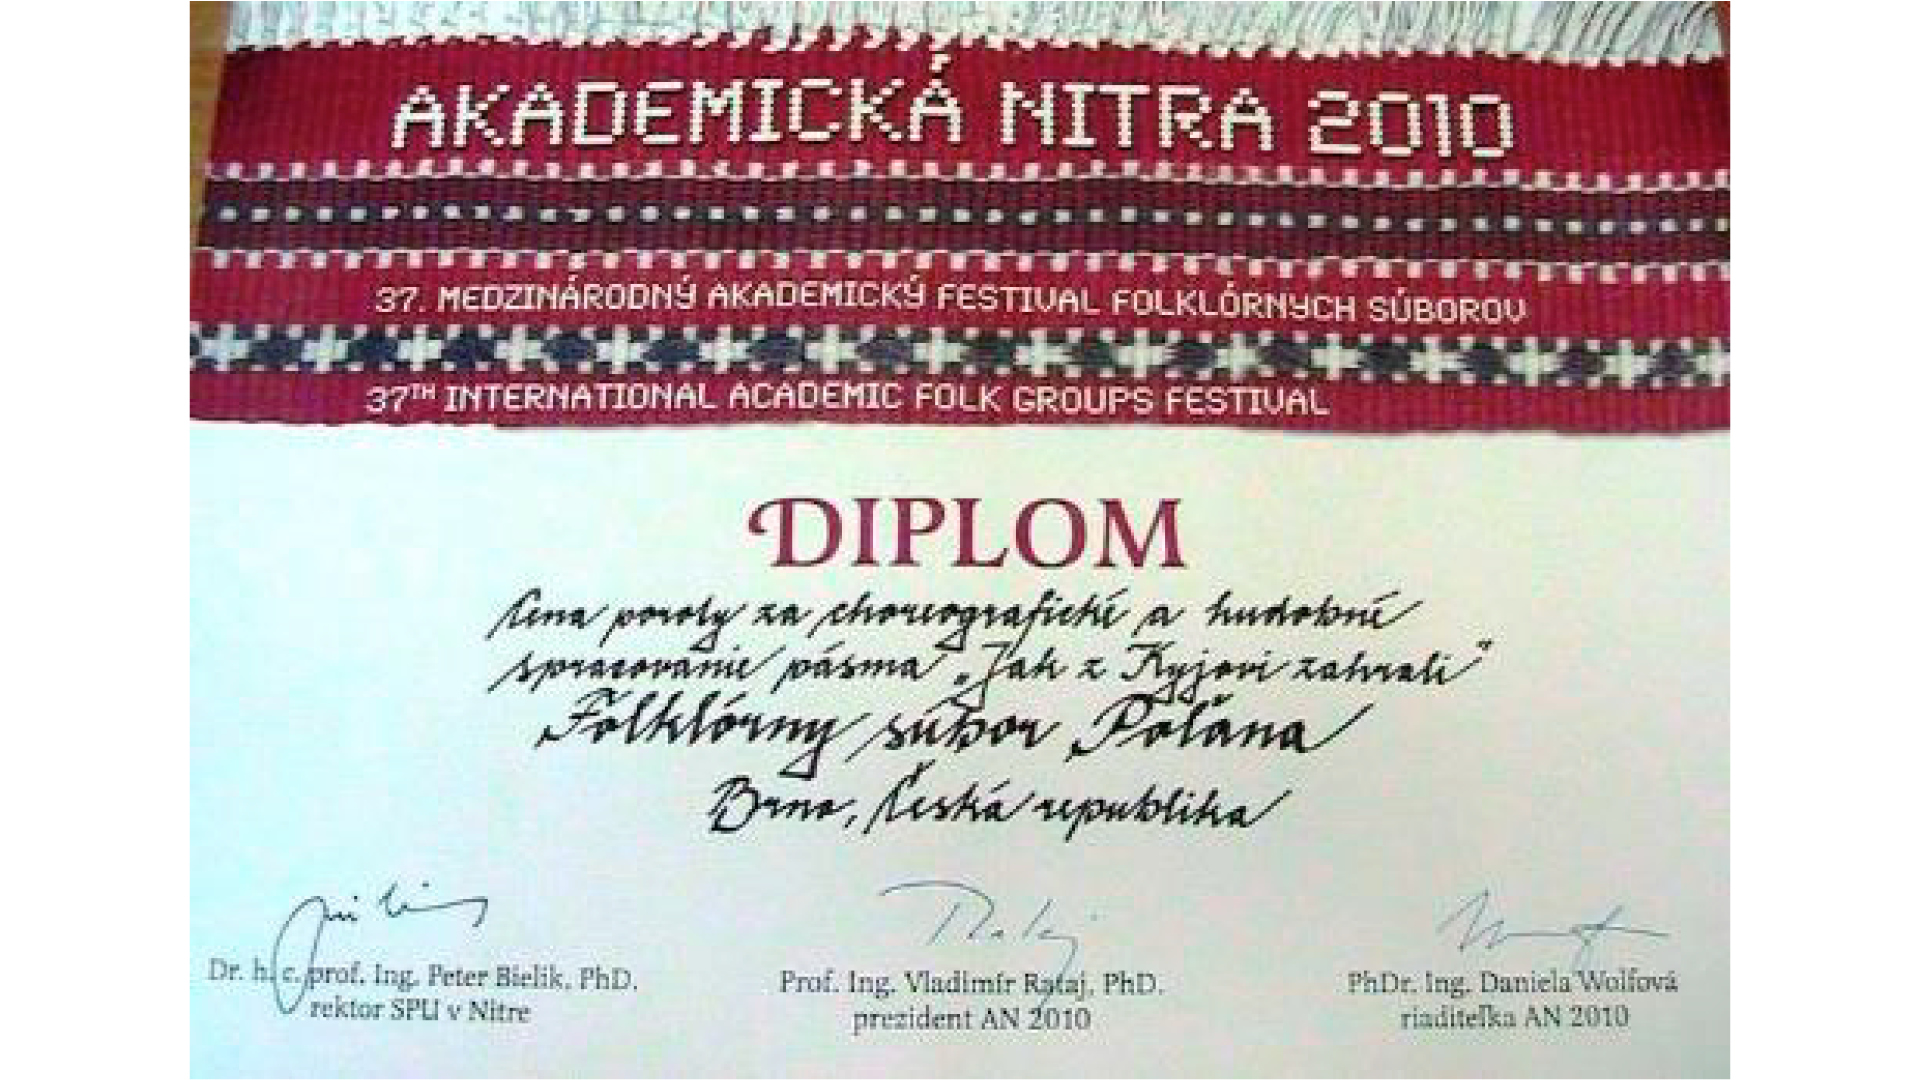 AKADEMICKÁ NITRA 2010
37. MEDZINÁRODNÝ AKADEMICKÝ FESTIVAL FOLKLÓRNYCH SÚBOROV
37TH INTERNATIONAL ACADEMIC FOLK GROUPS FESTIVAL
DIPLOM
Cena poroty za choreografické a hudobné
spracovanie pásma „Jak z Kyjovi zahrali"
Folklórny súbor Poľana
Brno, Česká republika
Dr. h. c. prof. Ing. Peter Bielik, PhD.
rektor SPU v Nitre
Prof. Ing. Vladimír Rataj, PhD.
prezident AN 2010
PhDr. Ing. Daniela Wolfová
riaditeľka AN 2010